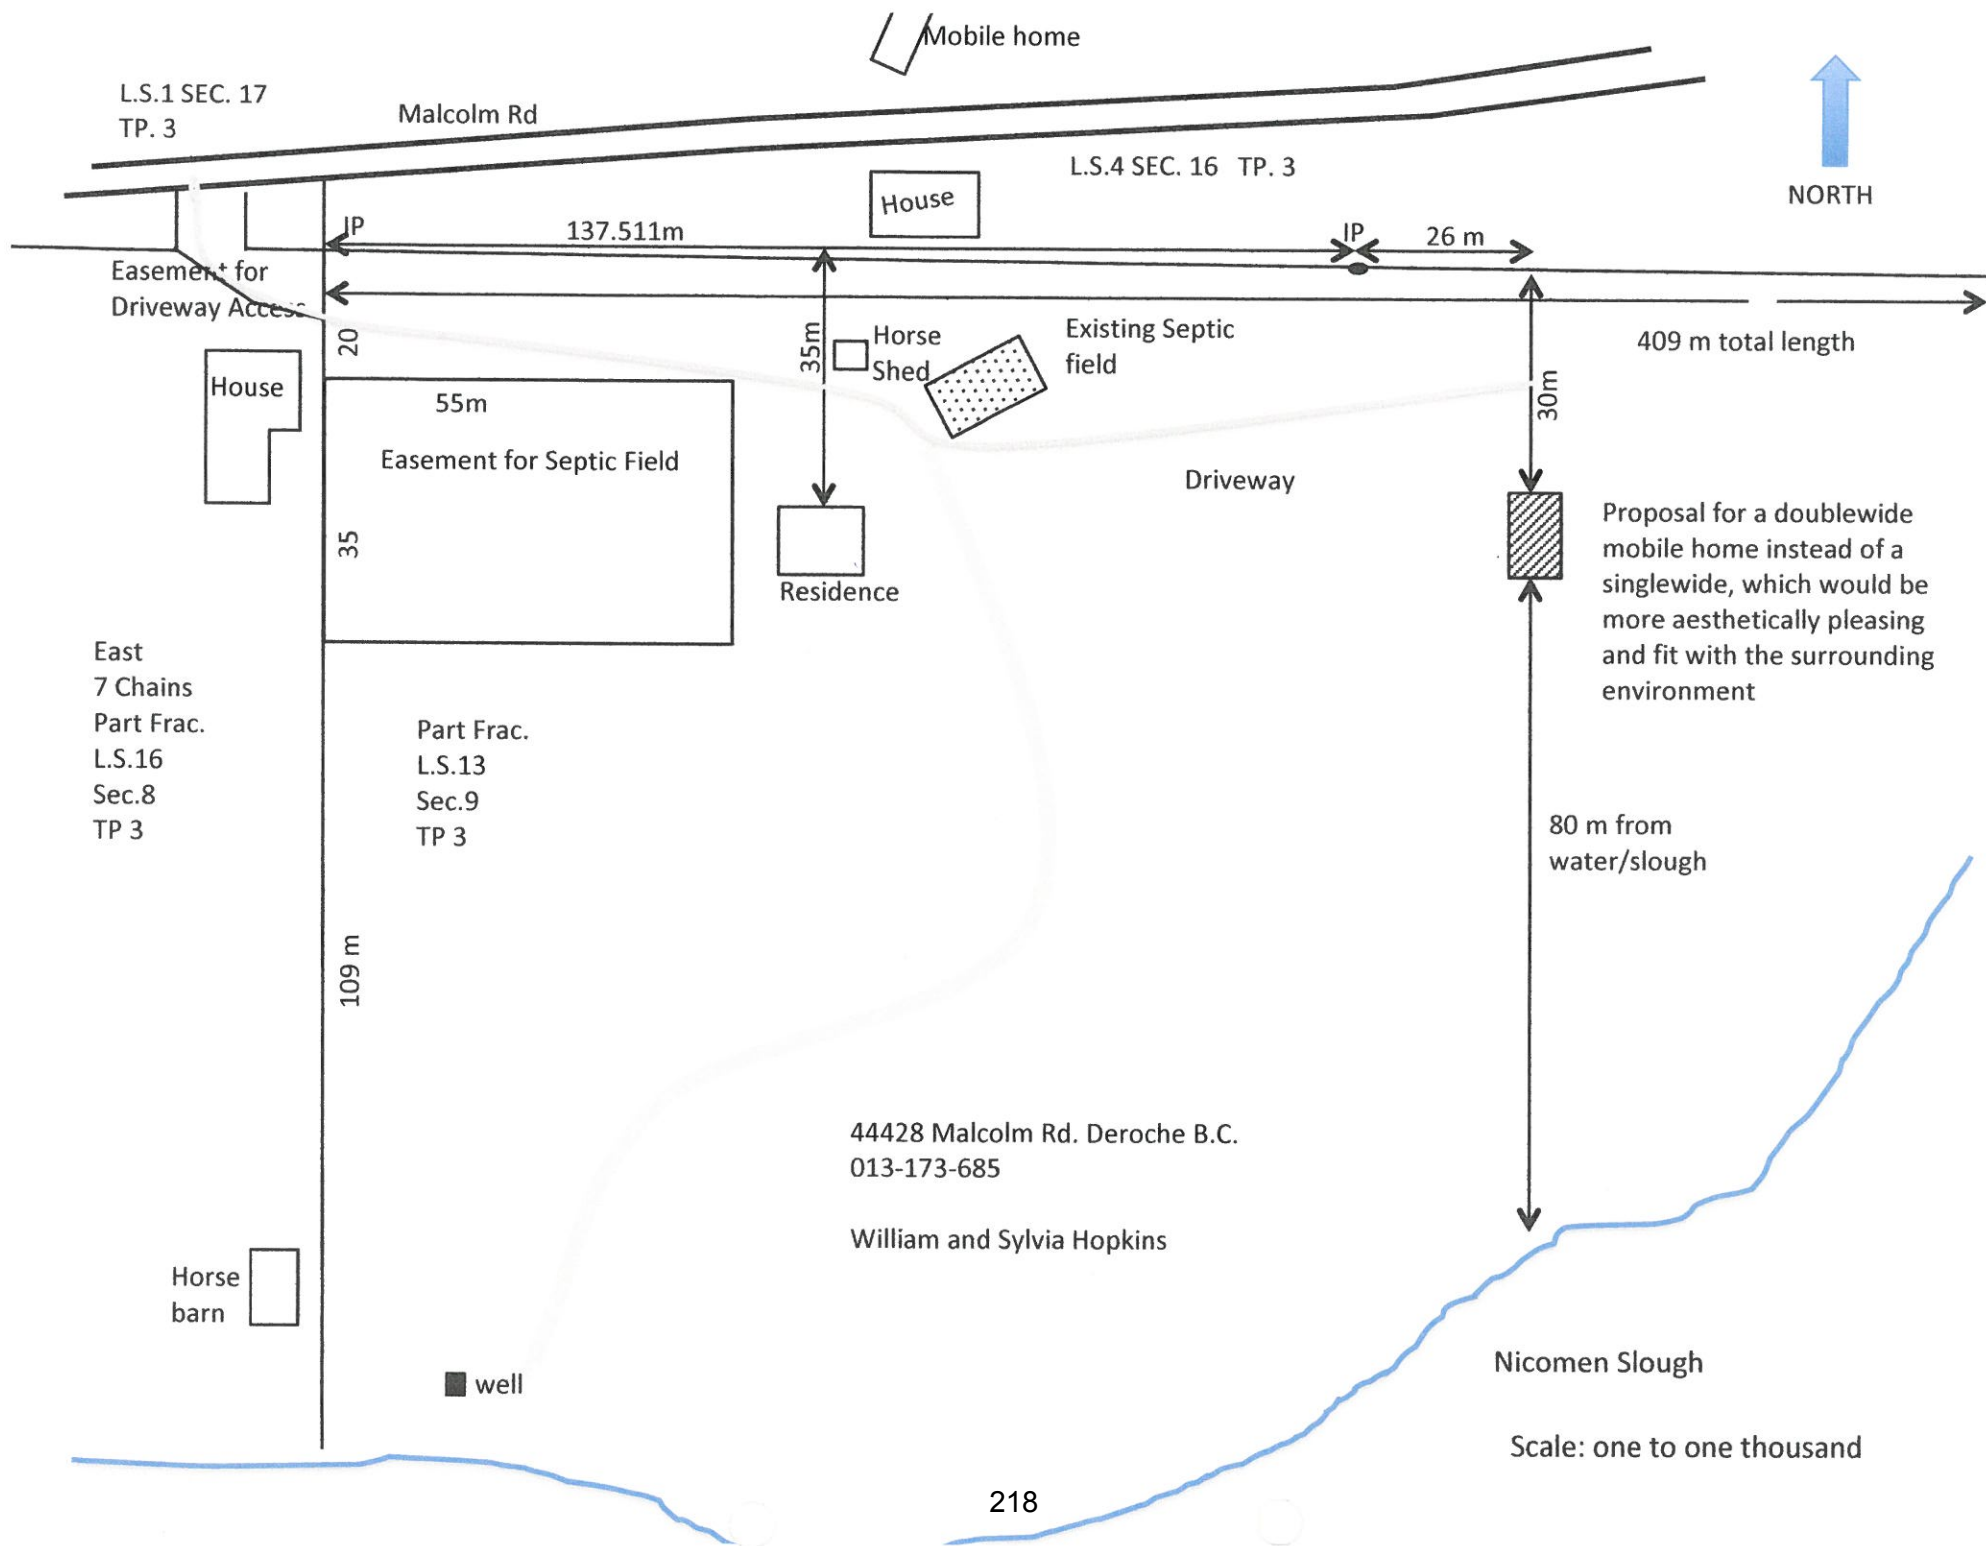 Mobile home
L.S.1 SEC. 17
TP. 3
Malcolm Rd
L.S.4 SEC. 16 TP. 3
NORTH
House
IP
137.511m
IP
26 m
Easement for
Driveway Access
20
35m
Horse
Shed
Existing Septic
field
409 m total length
House
55m
30m
Easement for Septic Field
Driveway
35
Residence
Proposal for a doublewide
mobile home instead of a
singlewide, which would be
more aesthetically pleasing
and fit with the surrounding
environment
East
7 Chains
Part Frac.
L.S.16
Sec.8
TP 3
Part Frac.
L.S.13
Sec.9
TP 3
80 m from
water/slough
109 m
44428 Malcolm Rd. Deroche B.C.
013-173-685
William and Sylvia Hopkins
Horse
barn
well
Nicomen Slough
Scale: one to one thousand
218